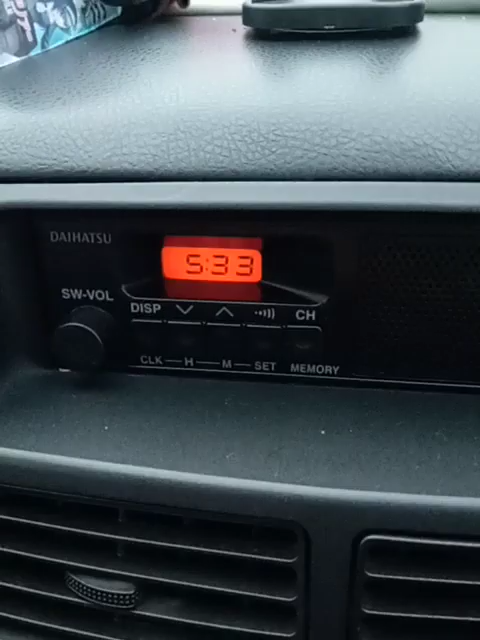 DAIHATSU
5:33
SW-VOL
DISP CH
CLK H M SET MEMORY